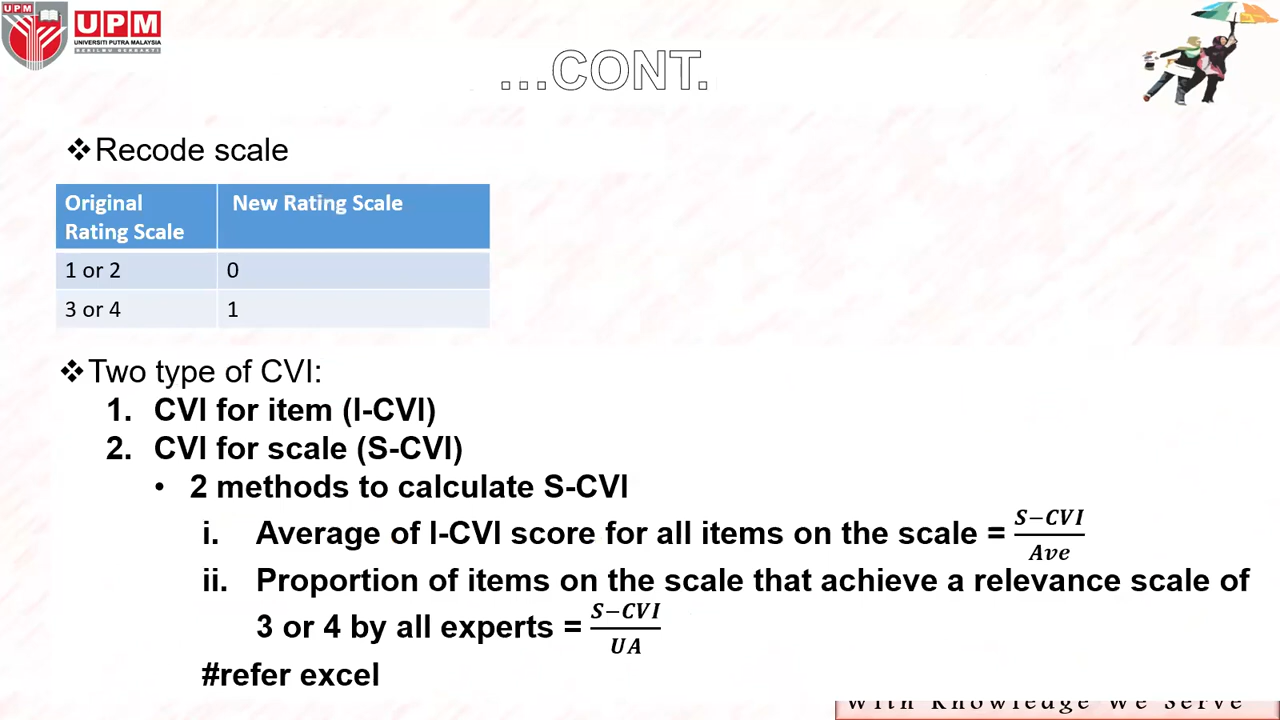 UPM
UPM
UNIVERSITI PUTRA MALAYSIA
BERILMU BERBAKTI
...CONT.
❖Recode scale
Original Rating Scale New Rating Scale
1 or 2 0
3 or 4 1
❖Two type of CVI:
1. CVI for item (I-CVI)
2. CVI for scale (S-CVI)
• 2 methods to calculate S-CVI
i. Average of I-CVI score for all items on the scale = S−CVI/Ave
ii. Proportion of items on the scale that achieve a relevance scale of
3 or 4 by all experts = S−CVI/UA
#refer excel
With Knowledge We Serve